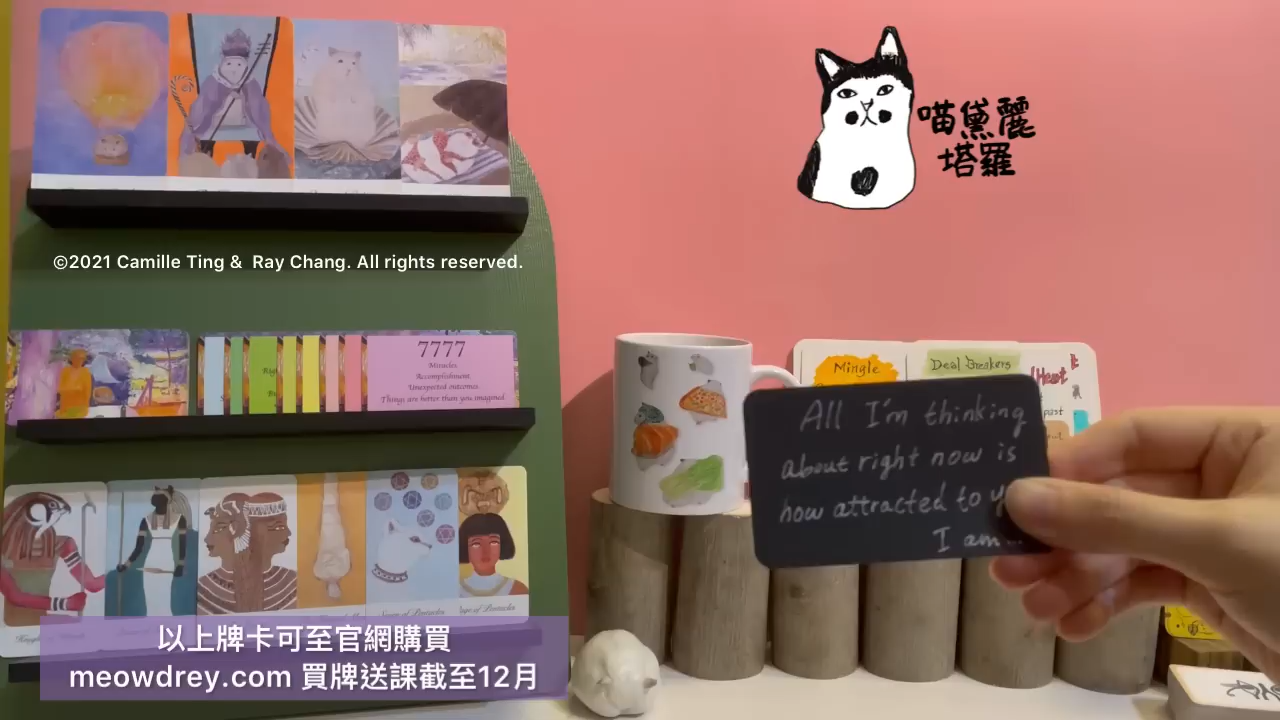 喵黛麗
塔羅
©2021 Camille Ting & Ray Chang. All rights reserved.
7777
Miracles
Accomplishment
Unexpected outcomes
Things are better than you imagined
Mingle
Deal Breakers
past
All I'm thinking
about right now is
how attracted to y
I am...
以上牌卡可至官網購買
meowdrey.com 買牌送課截至12月